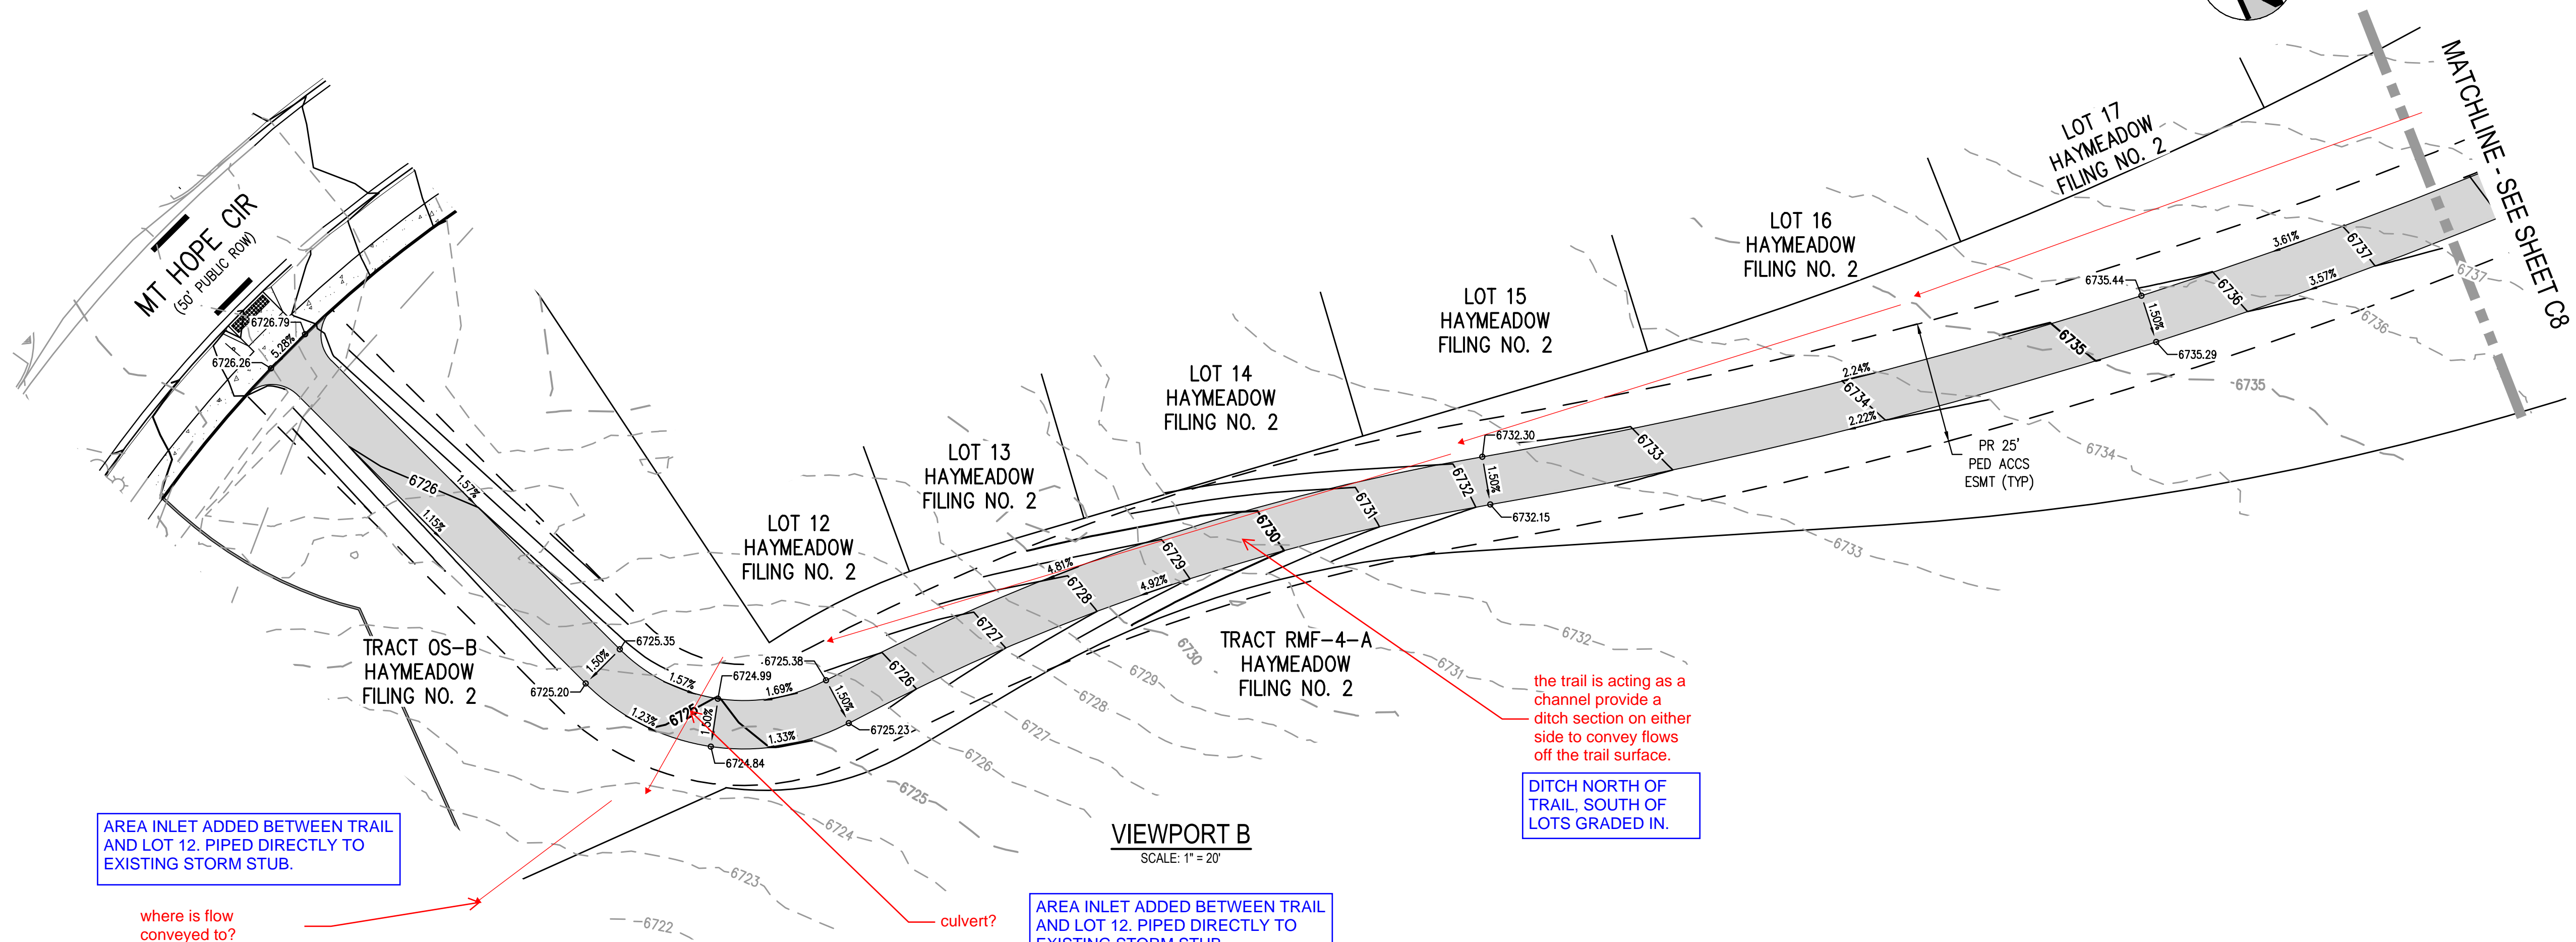 MATCHLINE - SEE SHEET C8
MT HOPE CIR
(50' PUBLIC ROW)
6726.79
5.28%
6726.26
LOT 17
HAYMEADOW
FILING NO. 2
LOT 16
HAYMEADOW
FILING NO. 2
LOT 15
HAYMEADOW
FILING NO. 2
LOT 14
HAYMEADOW
FILING NO. 2
LOT 13
HAYMEADOW
FILING NO. 2
LOT 12
HAYMEADOW
FILING NO. 2
3.61%
6737
3.57%
6737
6736
6735.44
6736
1.50%
6735.29
6735
6735
2.24%
6734
2.22%
6734
PR 25'
PED ACCS
ESMT (TYP)
6733
6733
6732.30
6732
1.50%
6732.15
6731
6730
6729
4.81%
6728
4.92%
6727
6726
6732
6731
6730
6729
6728
6727
6726
6725
6724
6723
6722
6726
1.57%
1.15%
6725.35
1.50%
6725.20
1.57%
6725.38
6724.99
1.69%
1.50%
1.23%
6725
1.50%
1.33%
6725.23
6724.84
TRACT OS-B
HAYMEADOW
FILING NO. 2
TRACT RMF-4-A
HAYMEADOW
FILING NO. 2
the trail is acting as a
channel provide a
ditch section on either
side to convey flows
off the trail surface.
DITCH NORTH OF
TRAIL, SOUTH OF
LOTS GRADED IN.
VIEWPORT B
SCALE: 1" = 20'
AREA INLET ADDED BETWEEN TRAIL
AND LOT 12. PIPED DIRECTLY TO
EXISTING STORM STUB.
where is flow
conveyed to?
culvert?
AREA INLET ADDED BETWEEN TRAIL
AND LOT 12. PIPED DIRECTLY TO
EXISTING STORM STUB.